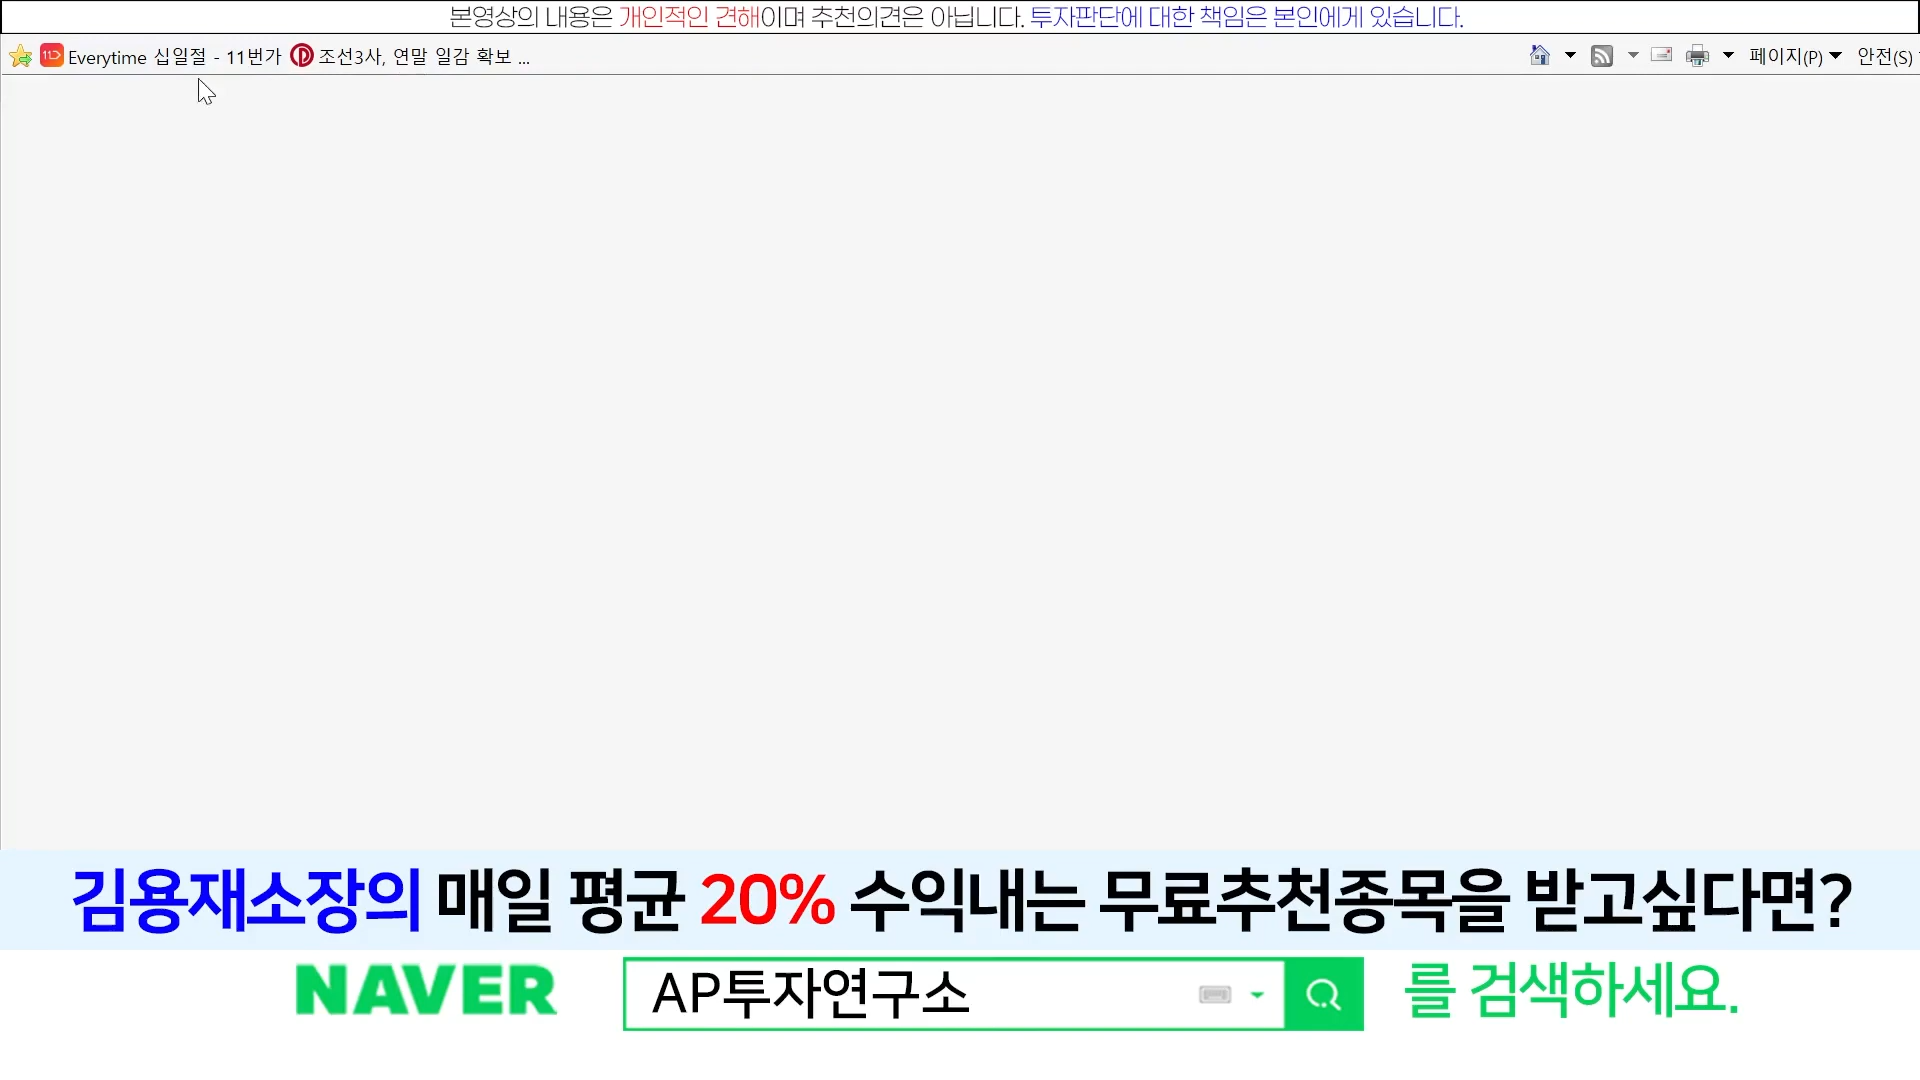 본영상의 내용은 개인적인 견해이며 추천의견은 아닙니다. 투자판단에 대한 책임은 본인에게 있습니다.
11 Everytime 십일절 - 11번가 D 조선3사, 연말 일감 확보 ... 페이지(P) 안전(S)
김용재소장의 매일 평균 20% 수익내는 무료추천종목을 받고싶다면?
NAVER AP투자연구소 를 검색하세요.